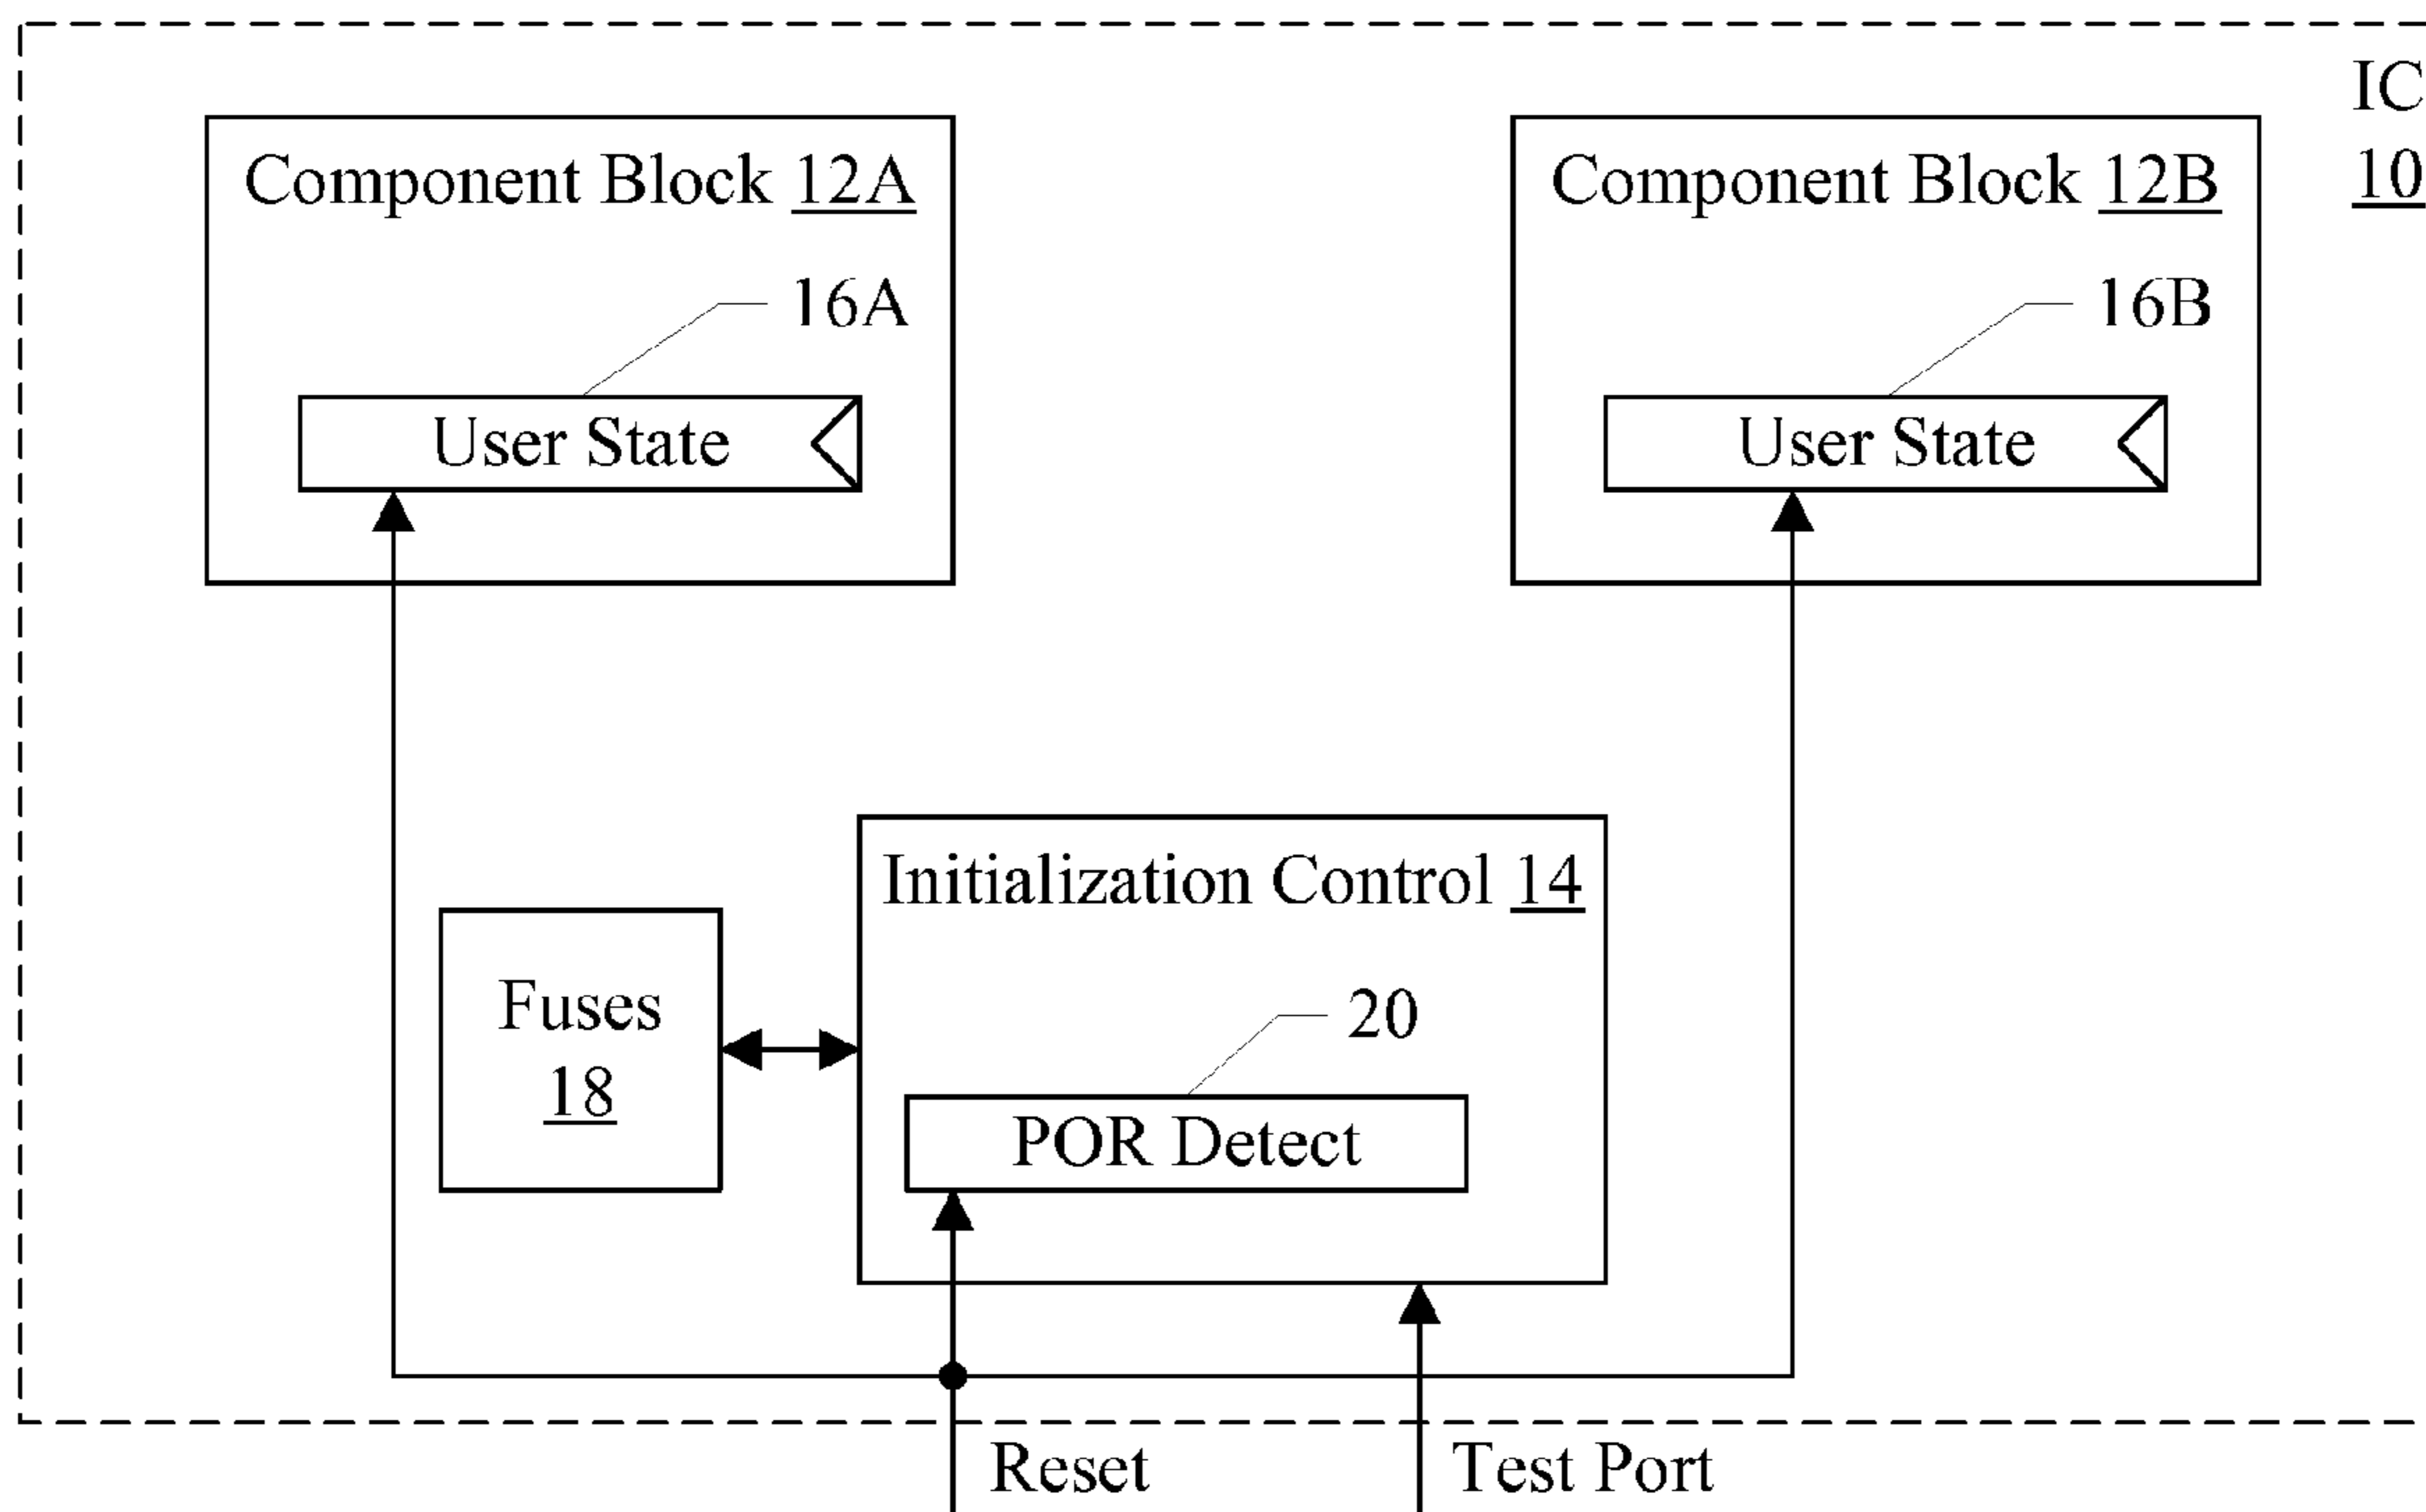 IC
10
Component Block 12A
16A
User State
Component Block 12B
16B
User State
Initialization Control 14
20
POR Detect
Fuses
18
Reset
Test Port